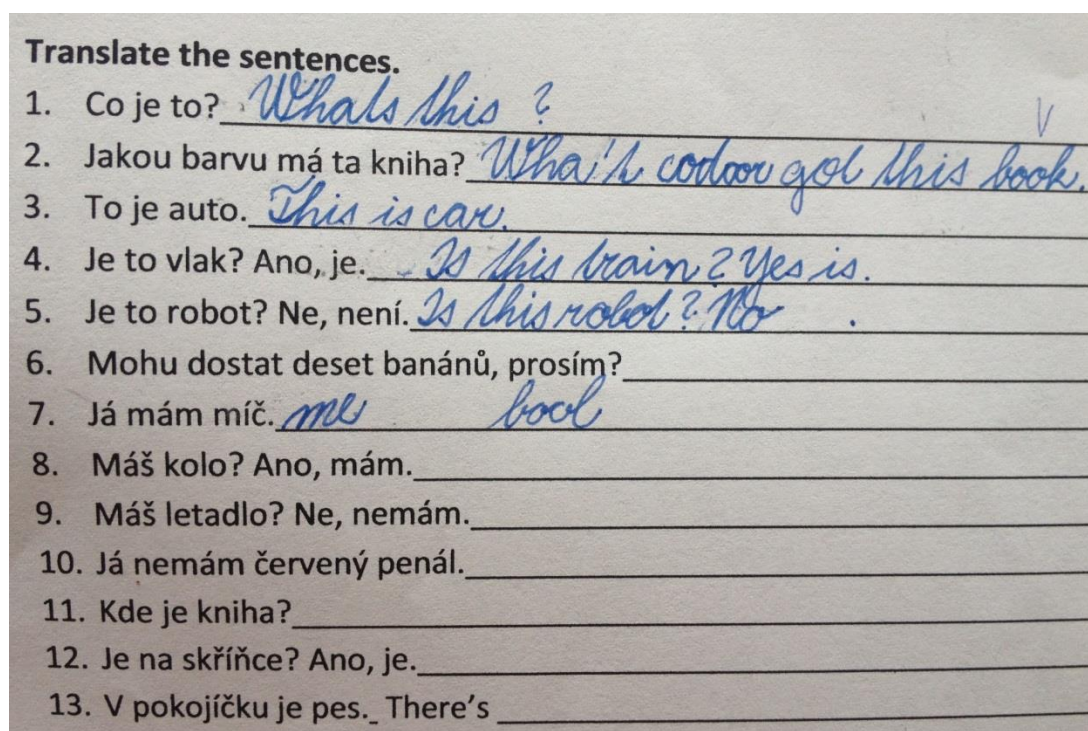 Translate the sentences.
1. Co je to? Whats this ?
2. Jakou barvu má ta kniha? got this book.
3. To je auto. This is car.
4. Je to vlak? Ano, je. Is this train? Yes is.
5. Je to robot? Ne, není. Is this robot? No .
6. Mohu dostat deset banánů, prosím?
7. Já mám míč. me bool
8. Máš kolo? Ano, mám.
9. Máš letadlo? Ne, nemám.
10. Já nemám červený penál.
11. Kde je kniha?
12. Je na skříňce? Ano, je.
13. V pokojíčku je pes. There's